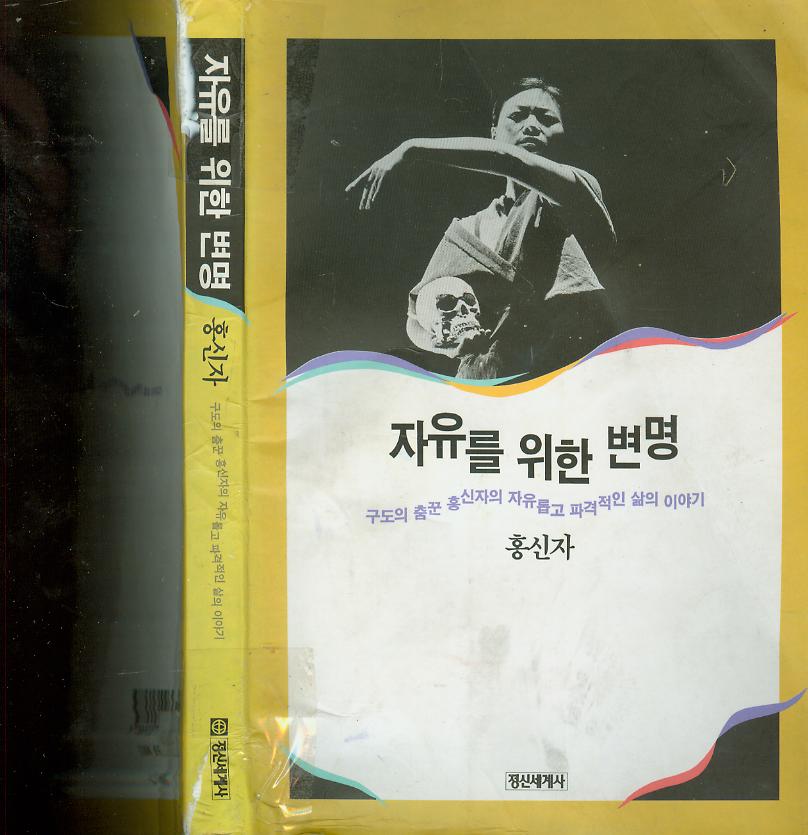 자유를 위한 변명
홍신자
구도의 춤꾼 홍신자의 자유롭고 파격적인 삶의 이야기
정신세계사
자유를 위한 변명
구도의 춤꾼 홍신자의 자유롭고 파격적인 삶의 이야기
홍신자
정신세계사